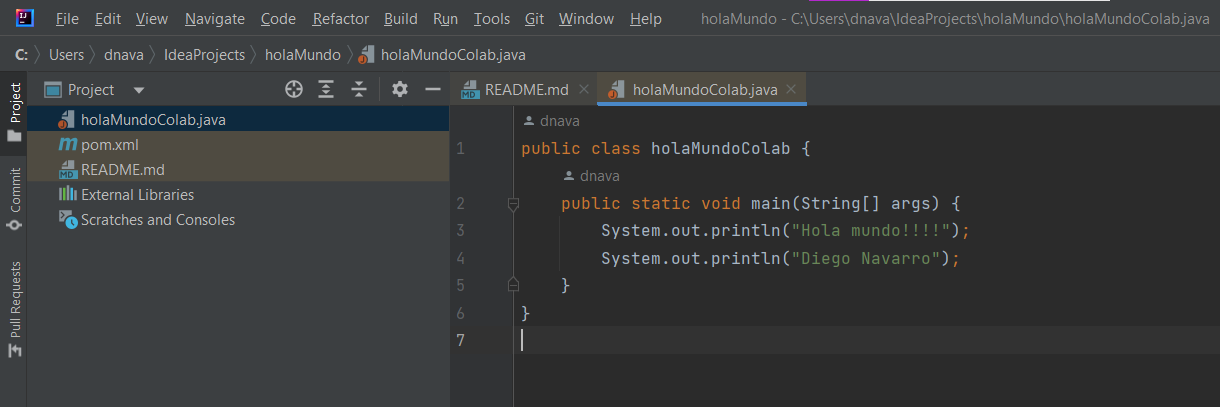 File Edit View Navigate Code Refactor Build Run Tools Git Window Help holaMundo - C:\Users\dnava\IdeaProjects\holaMundo\holaMundoColab.java
C: Users dnava IdeaProjects holaMundo holaMundoColab.java
Project
Commit
Pull Requests
Project
holaMundoColab.java
pom.xml
README.md
External Libraries
Scratches and Consoles
README.md holaMundoColab.java
dnava
1 public class holaMundoColab {
dnava
2 public static void main(String[] args) {
3 System.out.println("Hola mundo!!!!");
4 System.out.println("Diego Navarro");
5 }
6 }
7